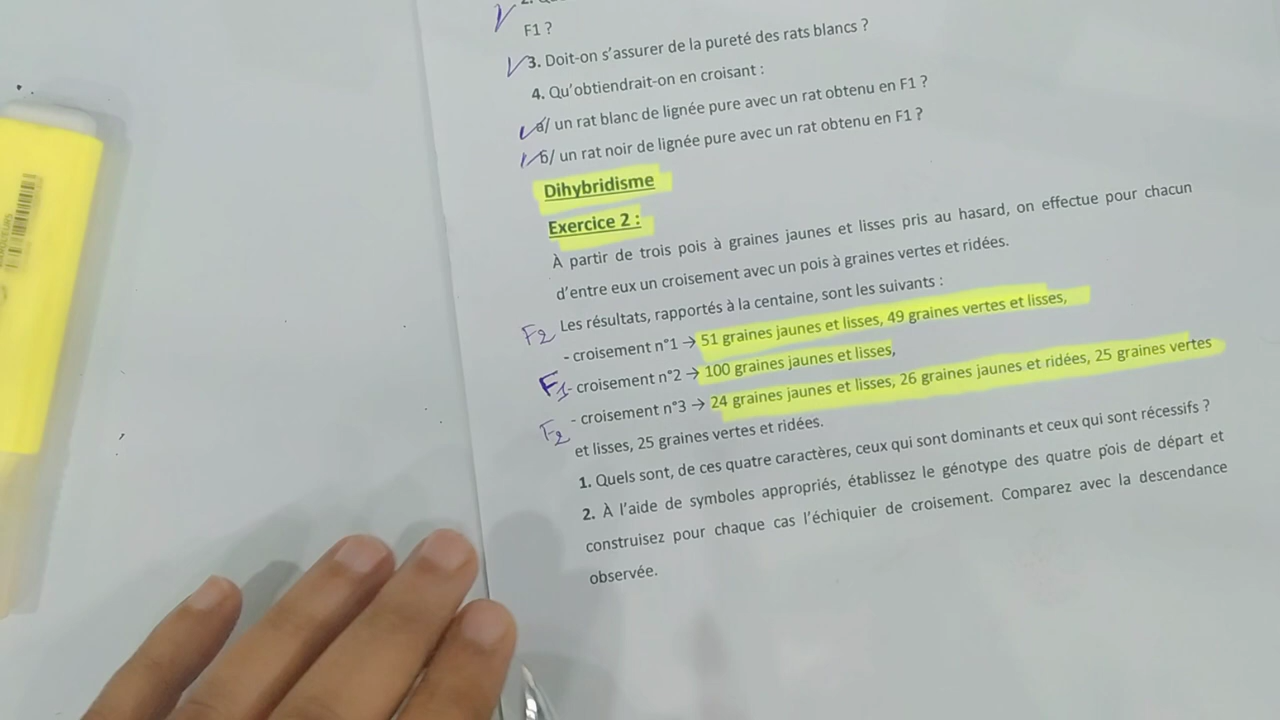 F1 ?
3. Doit-on s'assurer de la pureté des rats blancs ?
4. Qu'obtiendrait-on en croisant :
a/ un rat blanc de lignée pure avec un rat obtenu en F1 ?
b/ un rat noir de lignée pure avec un rat obtenu en F1 ?
Dihybridisme
Exercice 2 :
À partir de trois pois à graines jaunes et lisses pris au hasard, on effectue pour chacun
d'entre eux un croisement avec un pois à graines vertes et ridées.
Les résultats, rapportés à la centaine, sont les suivants :
F2 - croisement n°1 → 51 graines jaunes et lisses, 49 graines vertes et lisses,
F1 - croisement n°2 → 100 graines jaunes et lisses,
F2 - croisement n°3 → 24 graines jaunes et lisses, 26 graines jaunes et ridées, 25 graines vertes
et lisses, 25 graines vertes et ridées.
1. Quels sont, de ces quatre caractères, ceux qui sont dominants et ceux qui sont récessifs ?
2. À l'aide de symboles appropriés, établissez le génotype des quatre pois de départ et
construisez pour chaque cas l'échiquier de croisement. Comparez avec la descendance
observée.